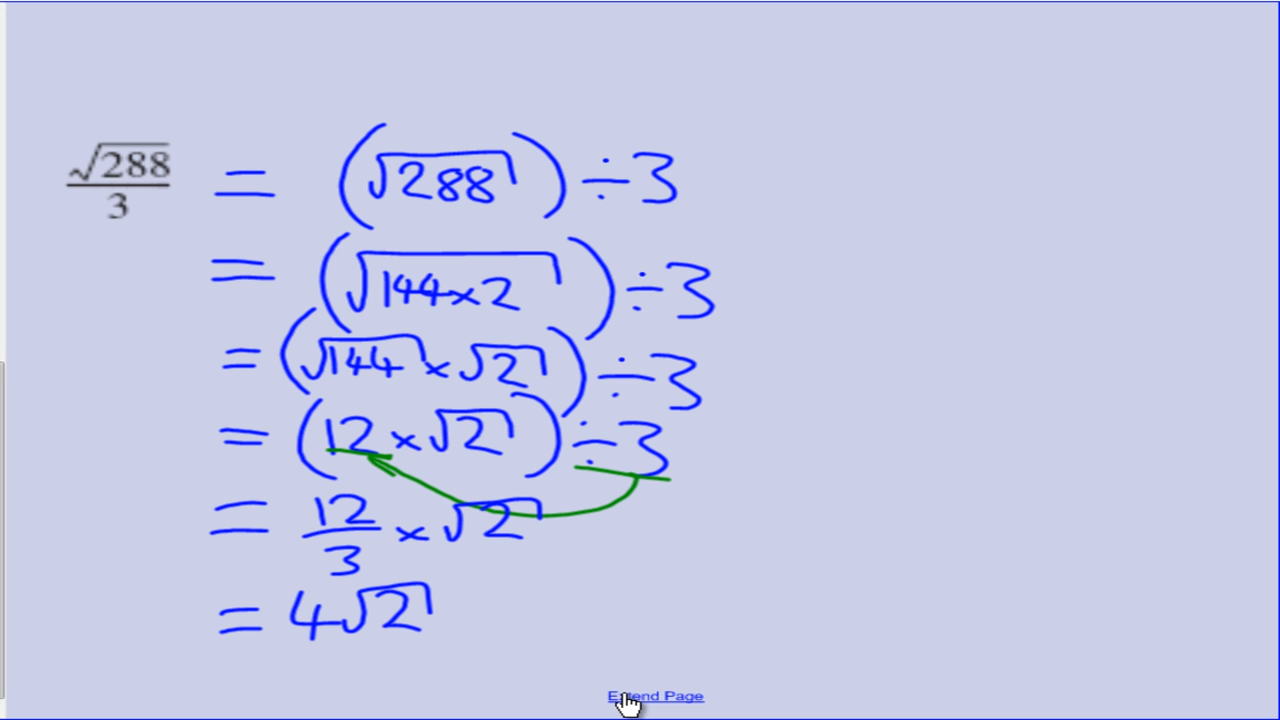 √288/3 = (√288) ÷ 3
= (√144 × 2) ÷ 3
= (√144 × √2) ÷ 3
= (12 × √2) ÷ 3
= 12/3 × √2
= 4√2
Extend Page